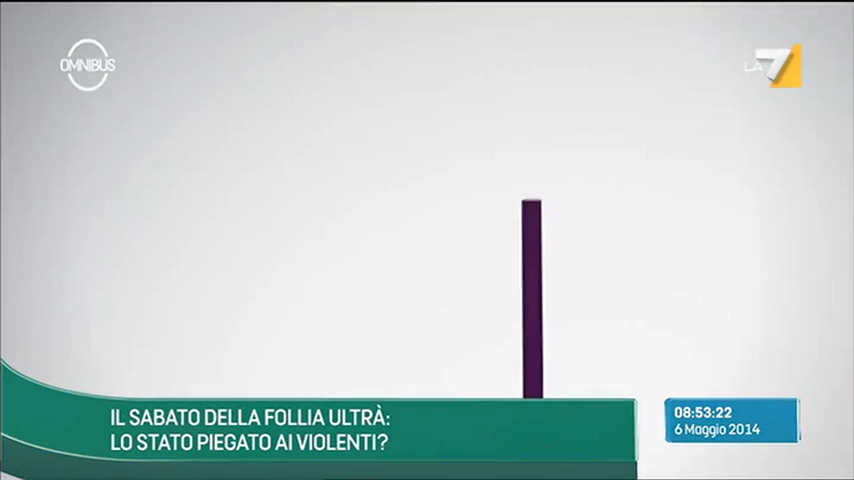 OMNIBUS
LA7
IL SABATO DELLA FOLLIA ULTRÀ:
LO STATO PIEGATO AI VIOLENTI?
08:53:22
6 Maggio 2014